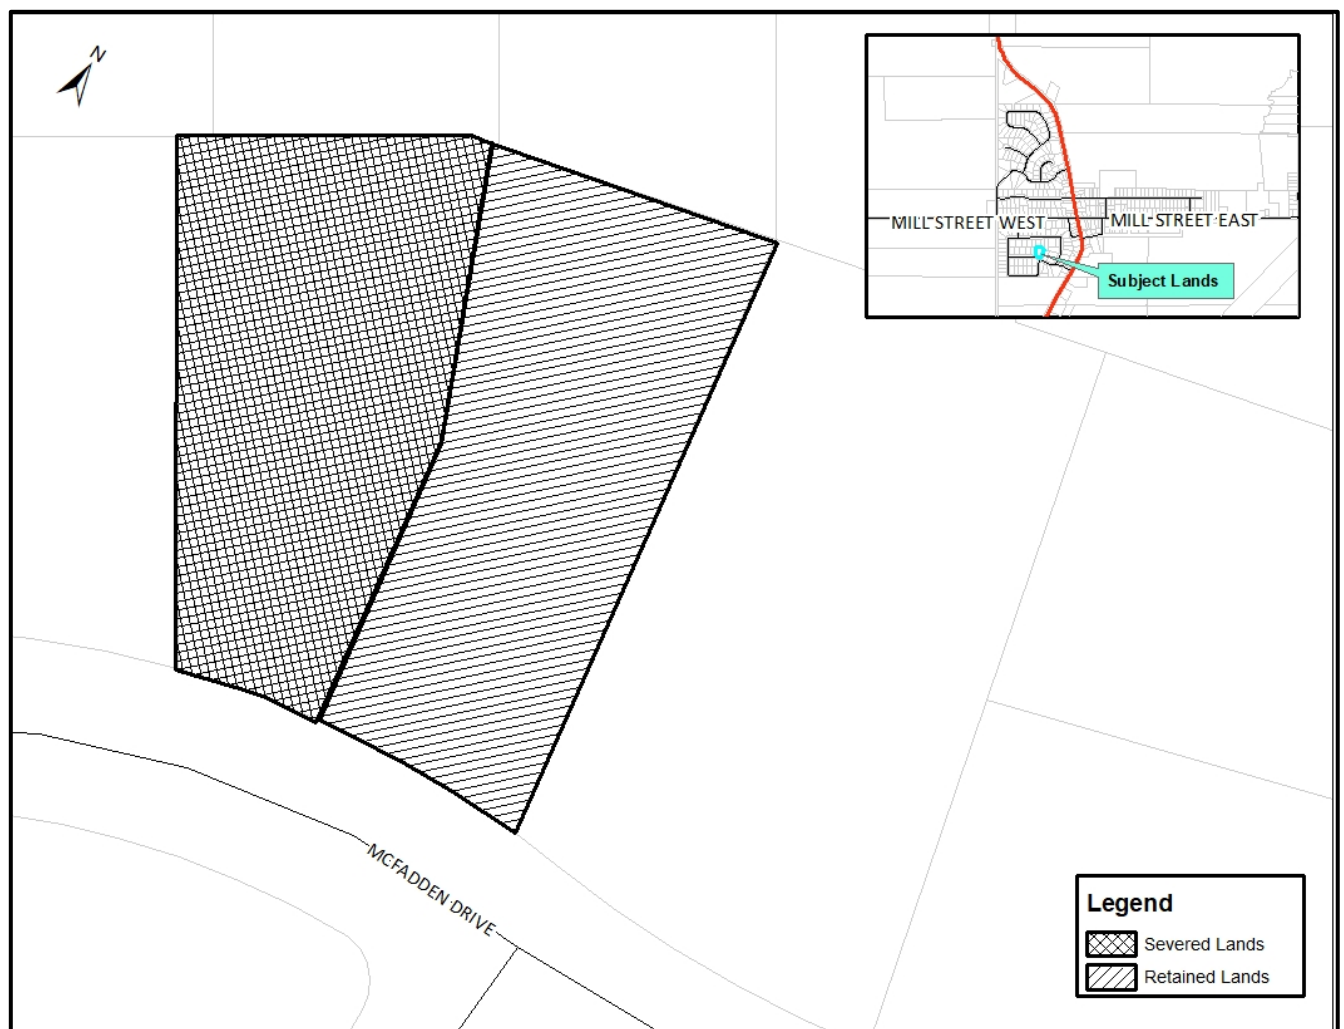 N
MILL STREET WEST
MILL STREET EAST
Subject Lands
MCFADDEN DRIVE
Legend
Severed Lands
Retained Lands